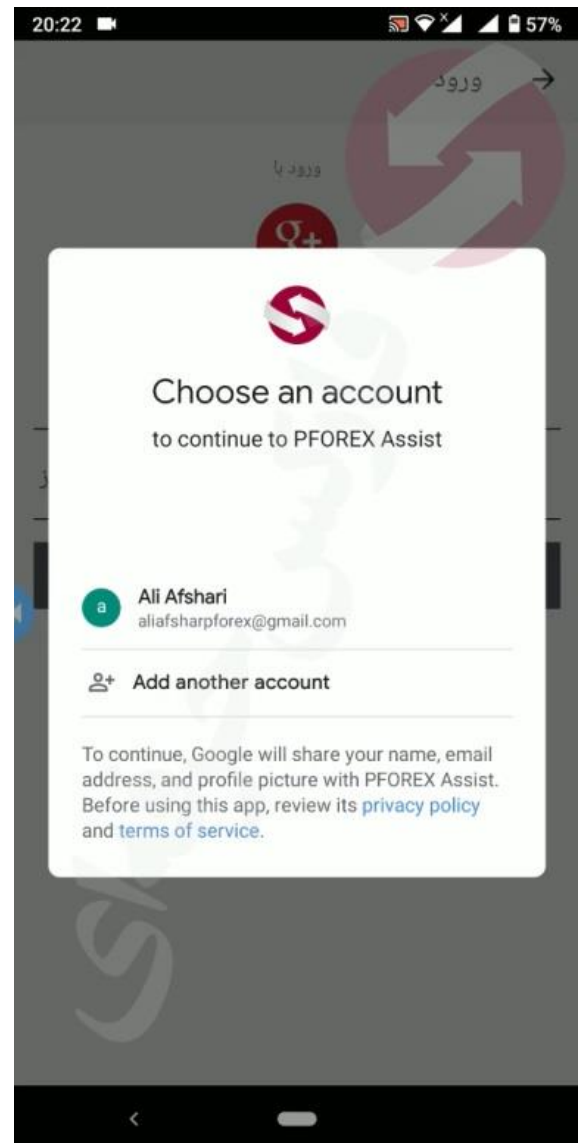 20:22
57%
ورود
ورود با
g+
Choose an account
to continue to PFOREX Assist
a
Ali Afshari
aliafsharpforex@gmail.com
Add another account
To continue, Google will share your name, email
address, and profile picture with PFOREX Assist.
Before using this app, review its privacy policy
and terms of service.